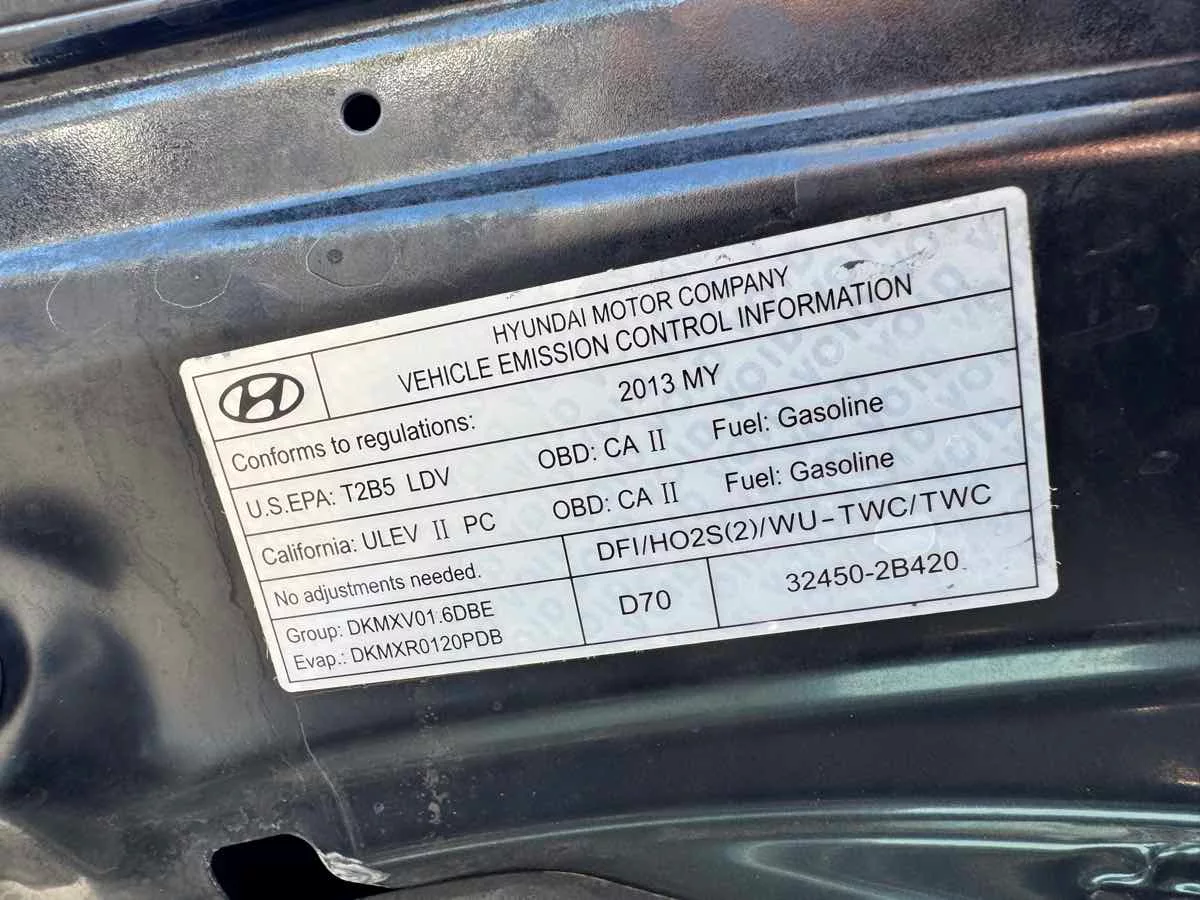 HYUNDAI MOTOR COMPANY
VEHICLE EMISSION CONTROL INFORMATION
Conforms to regulations: 2013 MY
U.S.EPA: T2B5 LDV OBD: CA II Fuel: Gasoline
California: ULEV II PC OBD: CA II Fuel: Gasoline
No adjustments needed. DFI/HO2S(2)/WU-TWC/TWC
Group: DKMXV01.6DBE
Evap.: DKMXR0120PDB
D70
32450-2B420